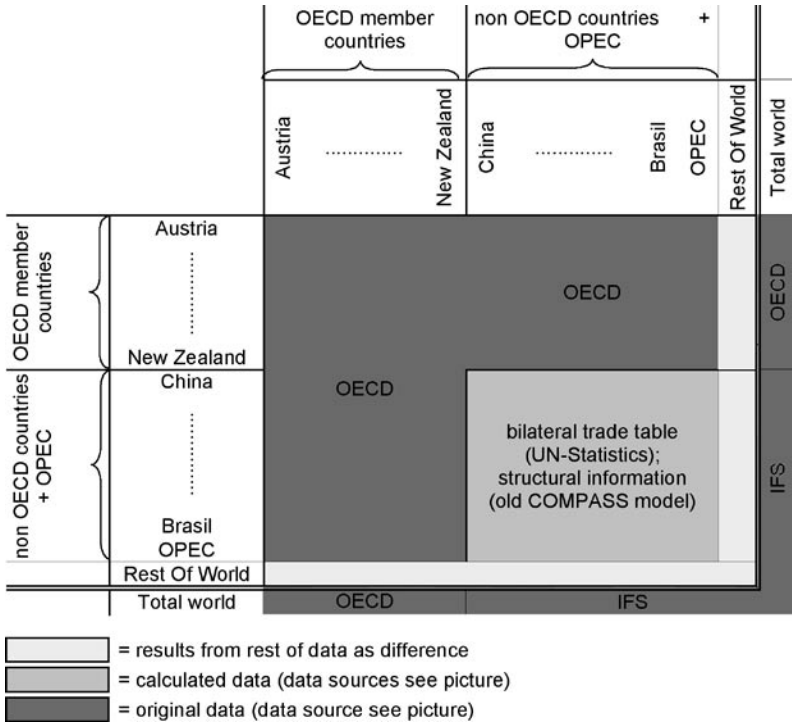 OECD member
countries
non OECD countries +
OPEC
Austria
..............
New Zealand
China
..............
Brasil
OPEC
Rest Of World
Total world
OECD member
countries
Austria
..............
New Zealand
OECD
OECD
non OECD countries
+ OPEC
China
..............
Brasil
OPEC
OECD
bilateral trade table
(UN-Statistics);
structural information
(old COMPASS model)
IFS
Rest Of World
Total world
OECD
IFS
= results from rest of data as difference
= calculated data (data sources see picture)
= original data (data source see picture)